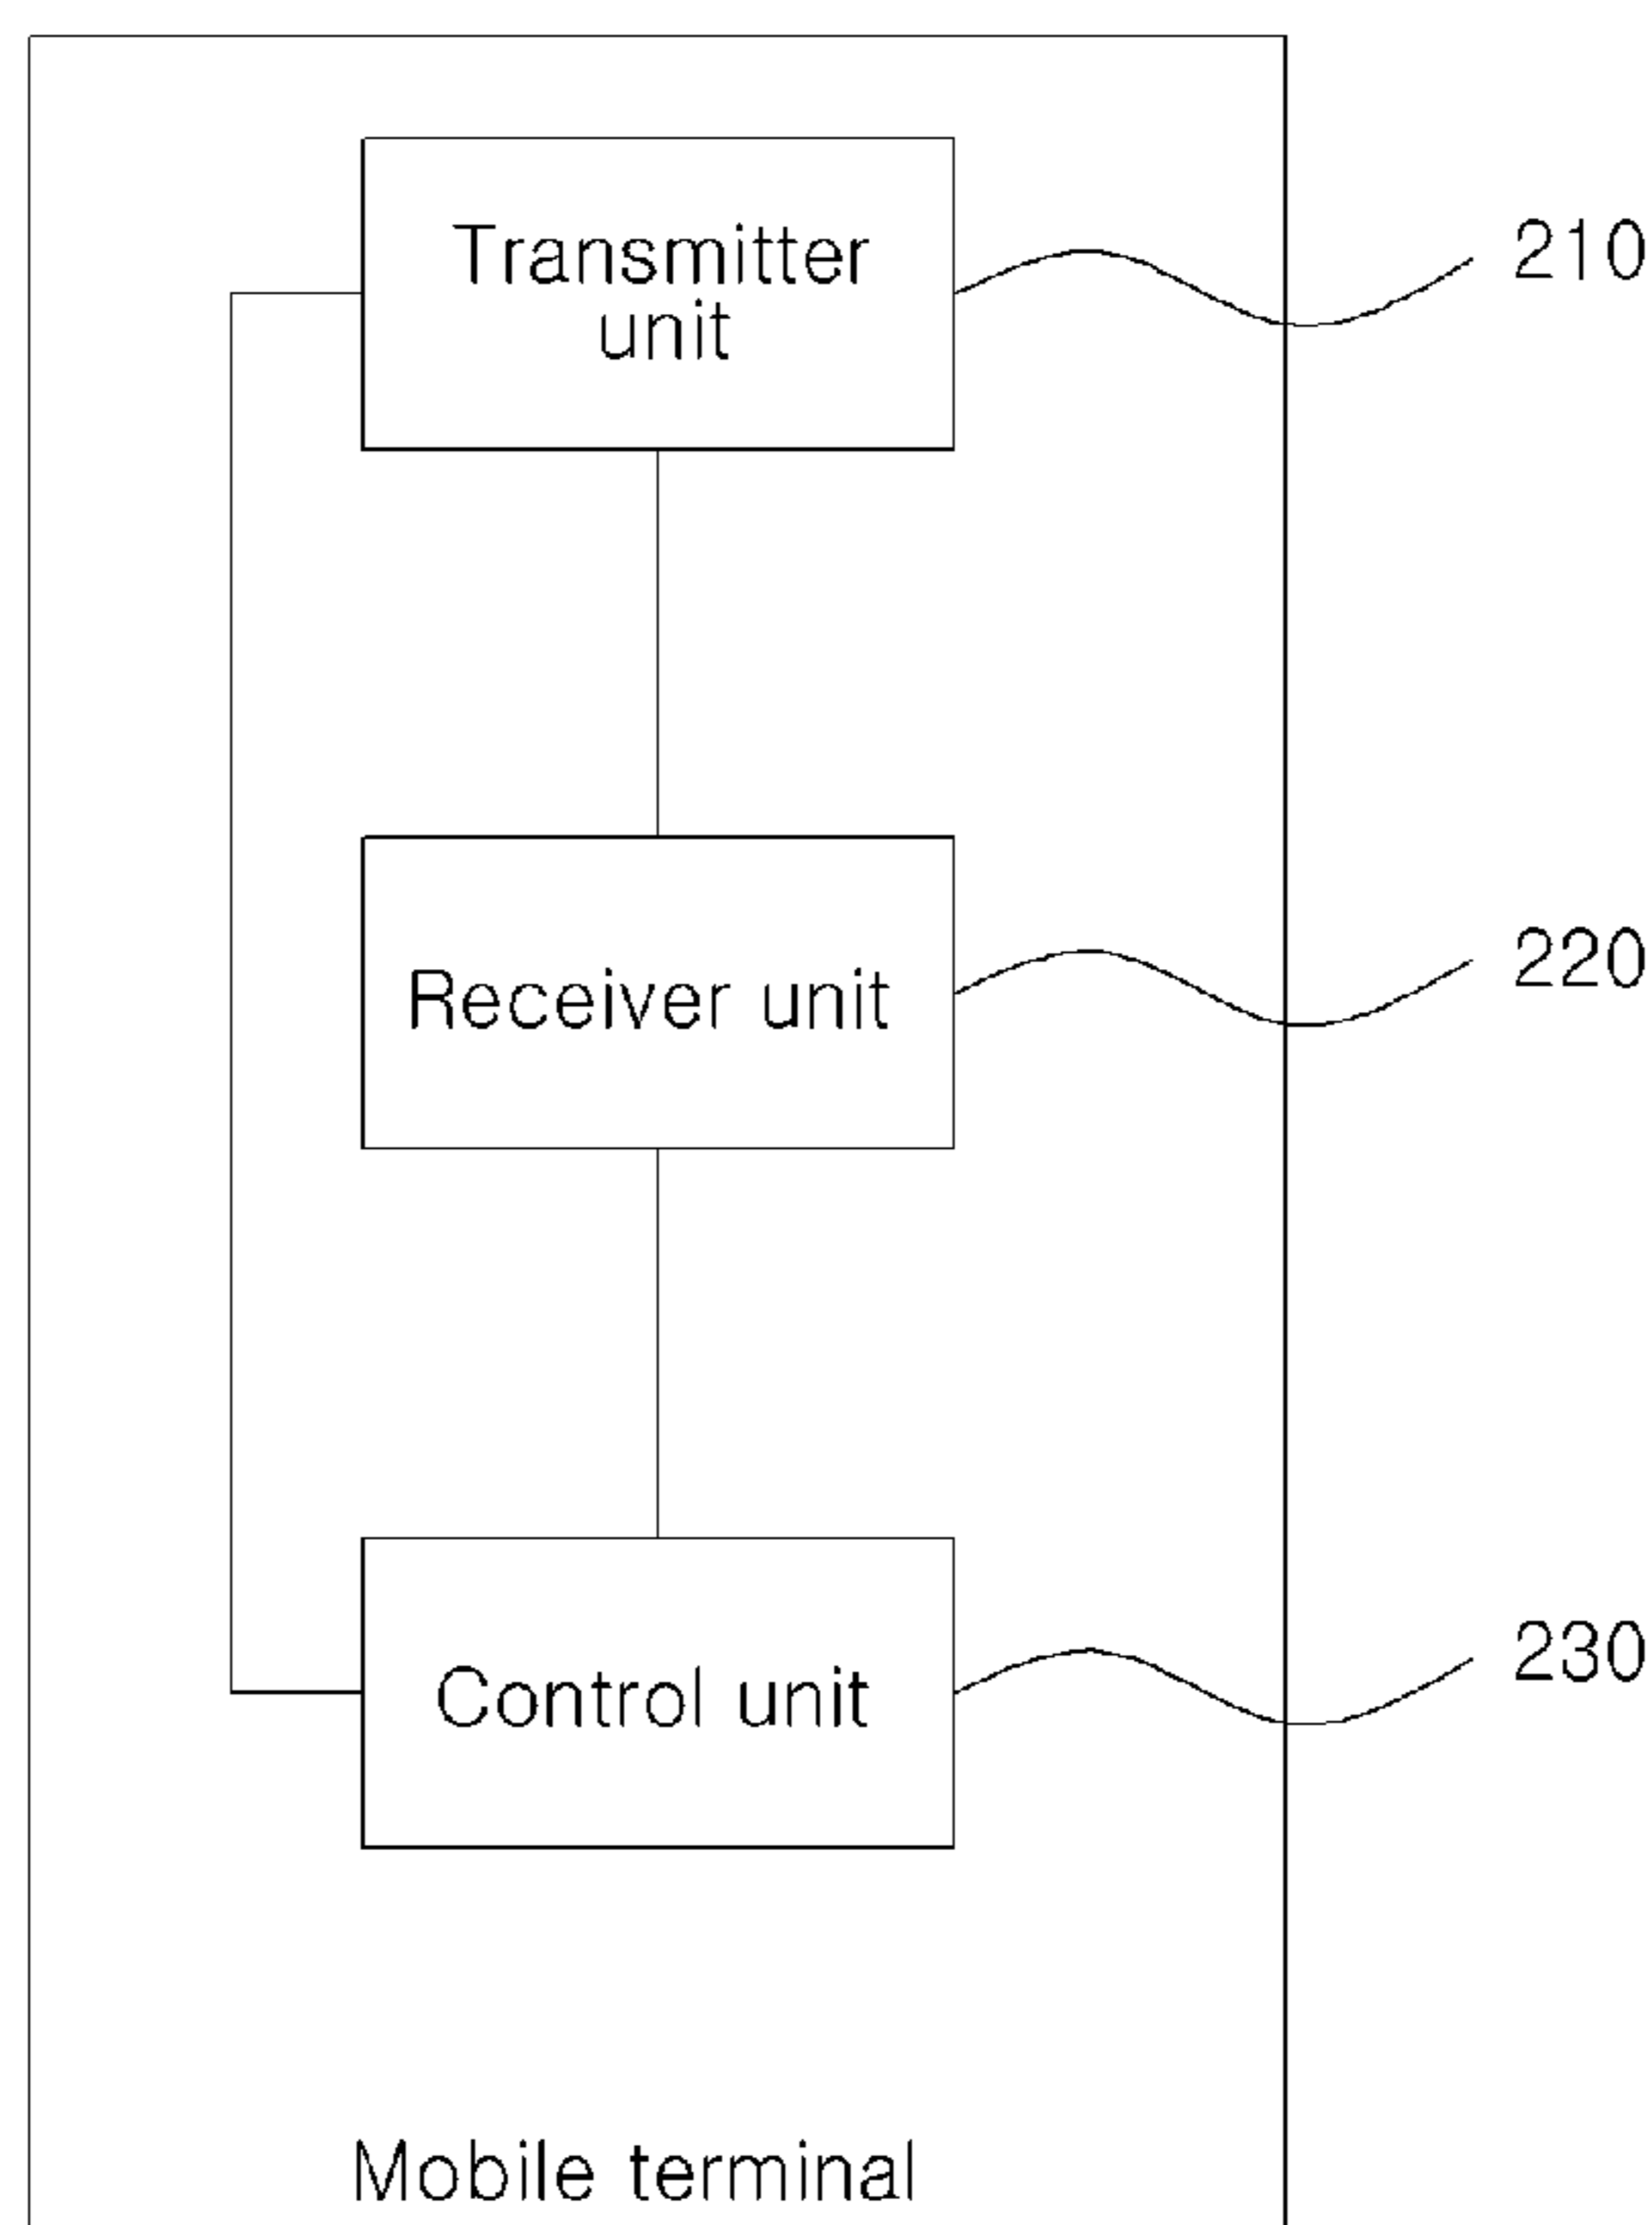 Transmitter
unit
210
Receiver unit
220
Control unit
230
Mobile terminal